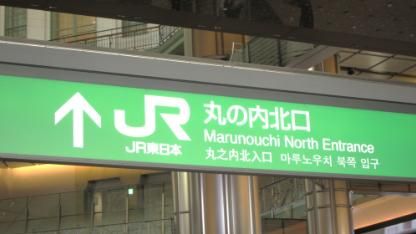 JR 丸の内北口
Marunouchi North Entrance
JR東日本 丸之内北入口 마루노우치 북쪽 입구